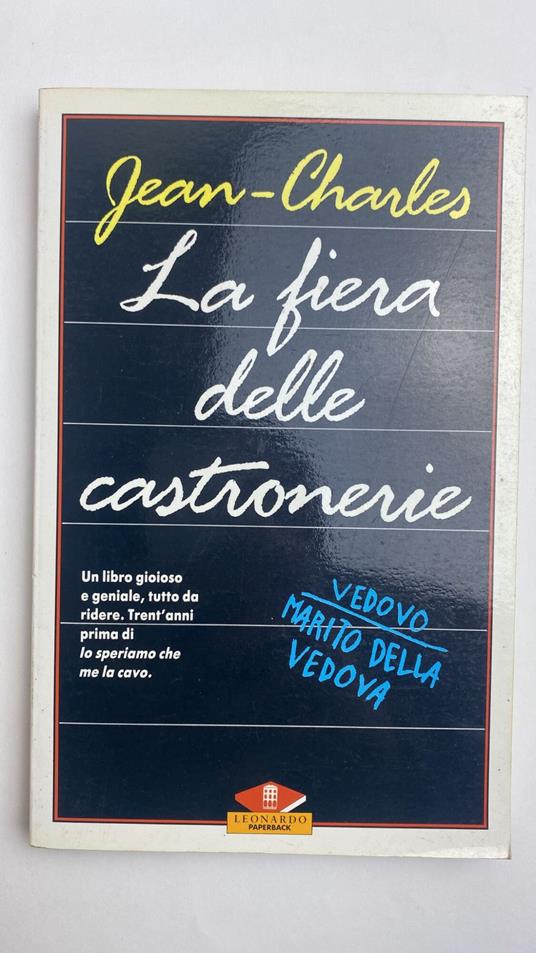 Jean-Charles
La fiera
delle
castronerie
Un libro gioioso
e geniale, tutto da
ridere. Trent'anni
prima di
Io speriamo che
me la cavo.
VEDOVO
MARITO DELLA
VEDOVA
LEONARDO
PAPERBACK